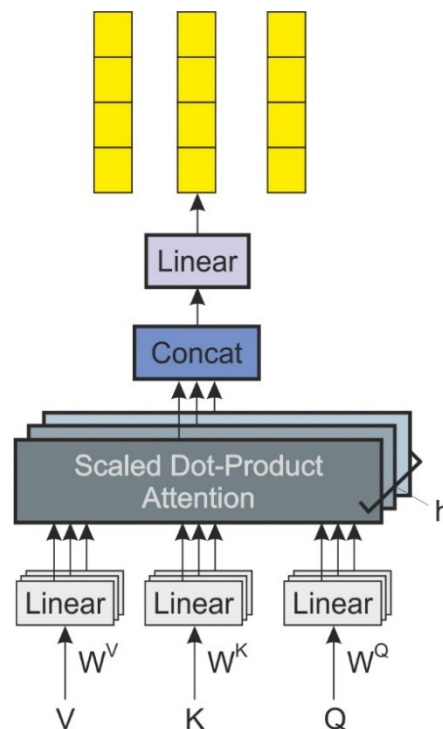 Linear
Concat
Scaled Dot-Product
Attention
h
Linear Linear Linear
W^V W^K W^Q
V K Q